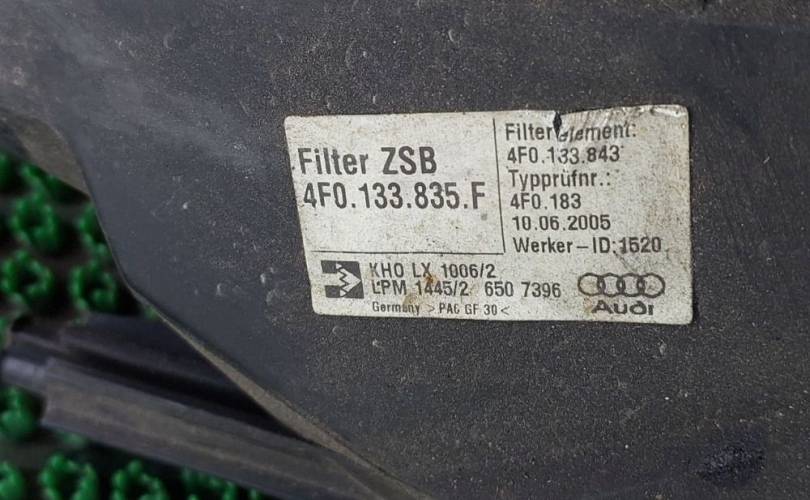 Filter ZSB
4F0.133.835.F
Filterelement:
4F0.133.843
Typprüfnr.:
4F0.183
10.06.2005
Werker-ID:1520
KHO LX 1006/2
LPM 1445/2 650 7396
Germany >PA6 GF 30<
Audi